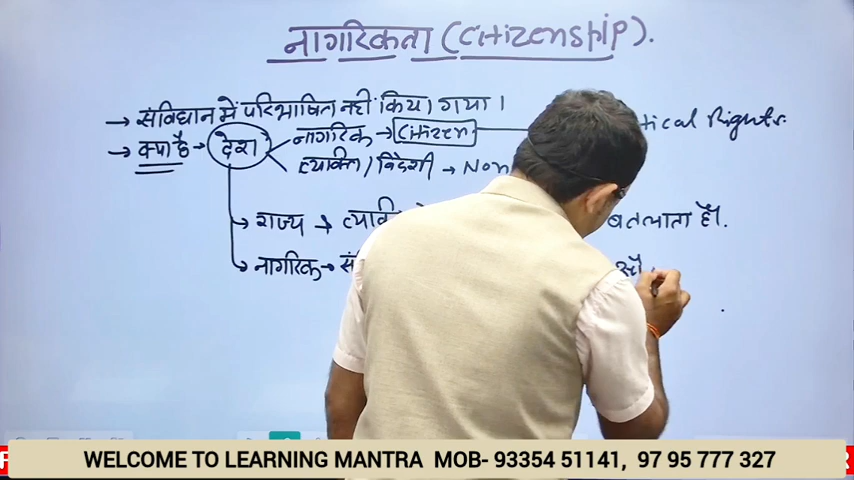 नागरिकता (Citizenship).
→ संविधान में परिभाषित नहीं किया गया।
→ क्या है → देश नागरिक → Citizen tical Rights.
व्यक्ति / विदेशी → Non
राज्य → व्यक्ति बतलाता है।
नागरिक → सं और
WELCOME TO LEARNING MANTRA MOB- 93354 51141, 97 95 777 327